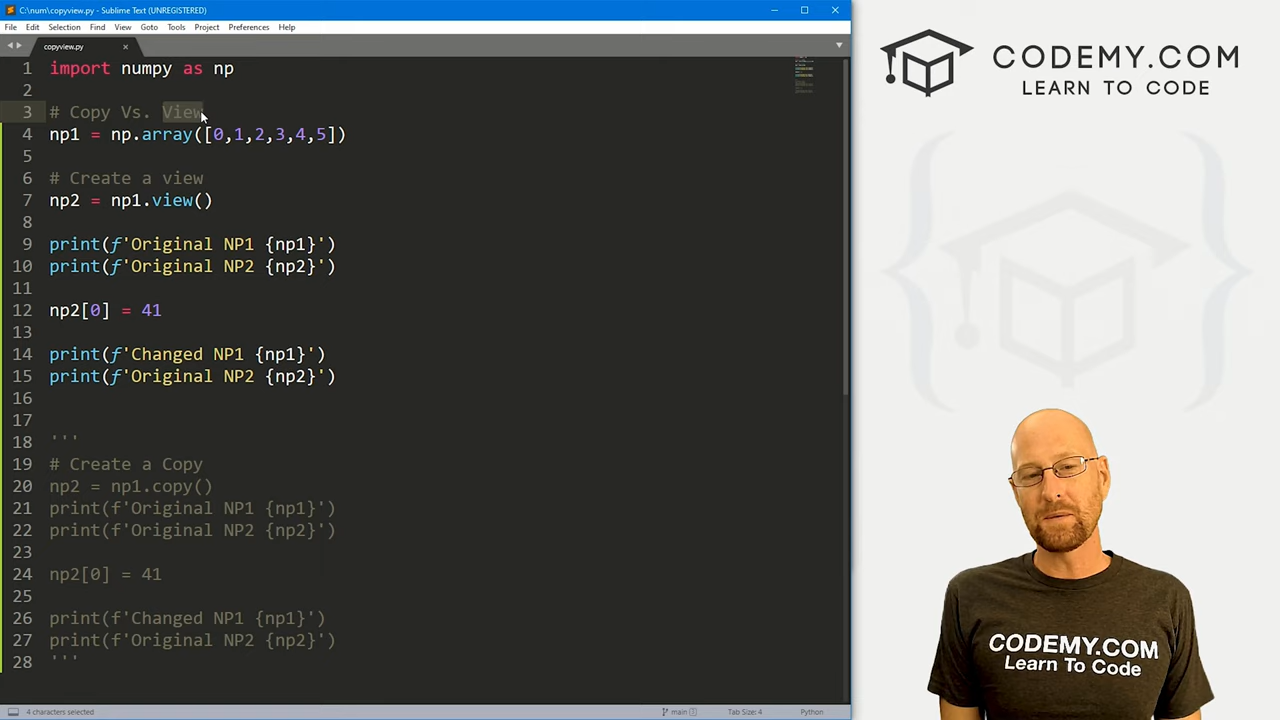 C:\num\copyview.py - Sublime Text (UNREGISTERED)
File Edit Selection Find View Goto Tools Project Preferences Help
copyview.py
1 import numpy as np
2
3 # Copy Vs. View
4 np1 = np.array([0,1,2,3,4,5])
5
6 # Create a view
7 np2 = np1.view()
8
9 print(f'Original NP1 {np1}')
10 print(f'Original NP2 {np2}')
11
12 np2[0] = 41
13
14 print(f'Changed NP1 {np1}')
15 print(f'Original NP2 {np2}')
16
17
18 '''
19 # Create a Copy
20 np2 = np1.copy()
21 print(f'Original NP1 {np1}')
22 print(f'Original NP2 {np2}')
23
24 np2[0] = 41
25
26 print(f'Changed NP1 {np1}')
27 print(f'Original NP2 {np2}')
28 '''
4 characters selected main 1 Tab Size: 4 Python
CODEMY.COM
LEARN TO CODE
CODEMY.COM
Learn To Code